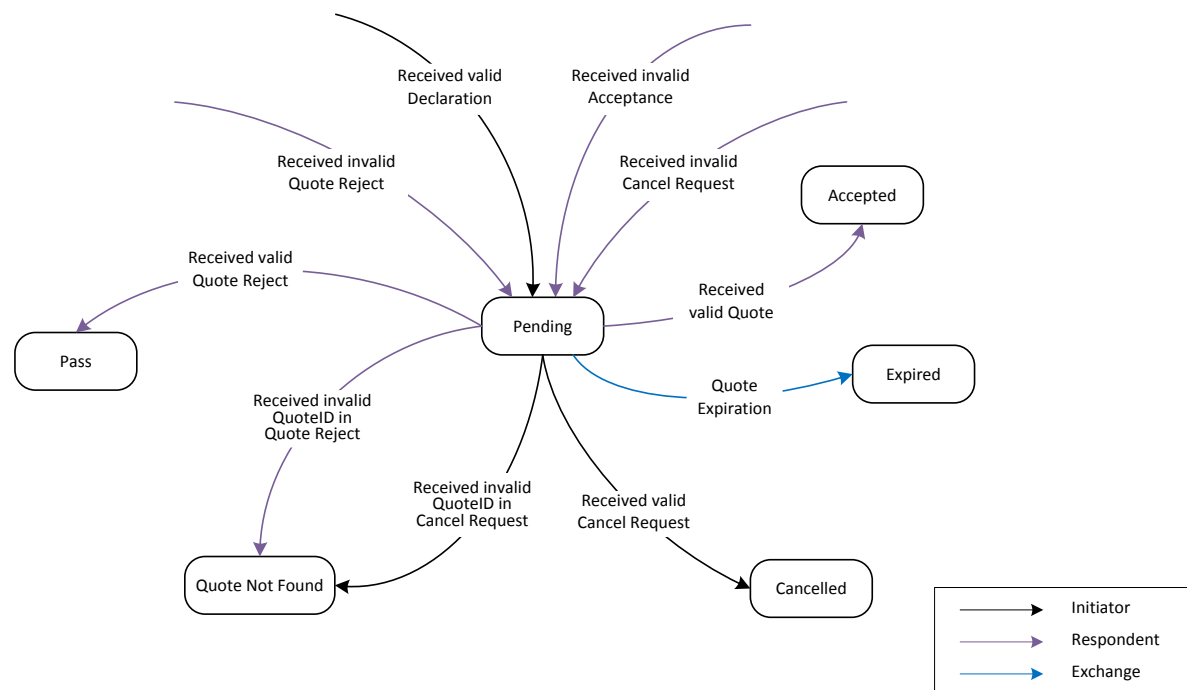 Received valid
Declaration
Received invalid
Acceptance
Received invalid
Quote Reject
Received invalid
Cancel Request
Accepted
Received valid
Quote Reject
Received
valid Quote
Pending
Pass
Expired
Quote
Expiration
Received invalid
QuoteID in
Quote Reject
Received invalid
QuoteID in
Cancel Request
Received valid
Cancel Request
Quote Not Found
Cancelled
Initiator
Respondent
Exchange